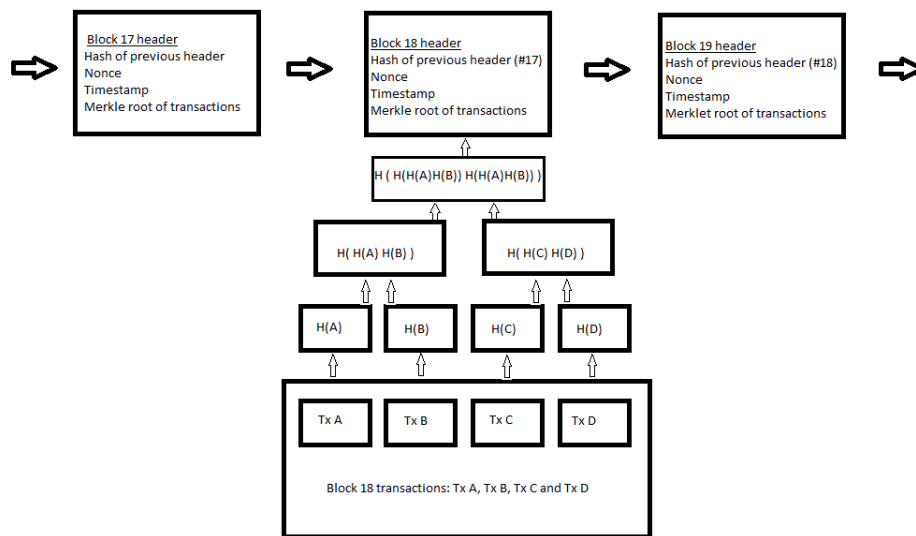 Block 17 header
Hash of previous header
Nonce
Timestamp
Merkle root of transactions
Block 18 header
Hash of previous header (#17)
Nonce
Timestamp
Merkle root of transactions
Block 19 header
Hash of previous header (#18)
Nonce
Timestamp
Merklet root of transactions
H ( H(H(A)H(B)) H(H(A)H(B)) )
H( H(A) H(B) )
H( H(C) H(D) )
H(A)
H(B)
H(C)
H(D)
Tx A
Tx B
Tx C
Tx D
Block 18 transactions: Tx A, Tx B, Tx C and Tx D